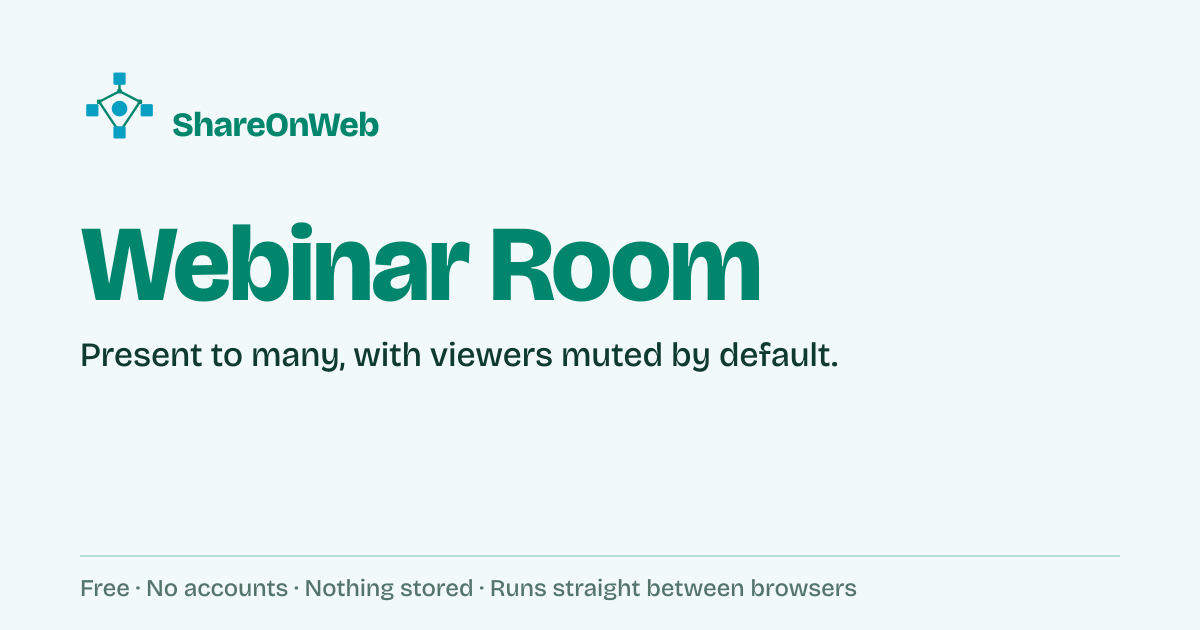 ShareOnWeb
Webinar Room
Present to many, with viewers muted by default.
Free · No accounts · Nothing stored · Runs straight between browsers